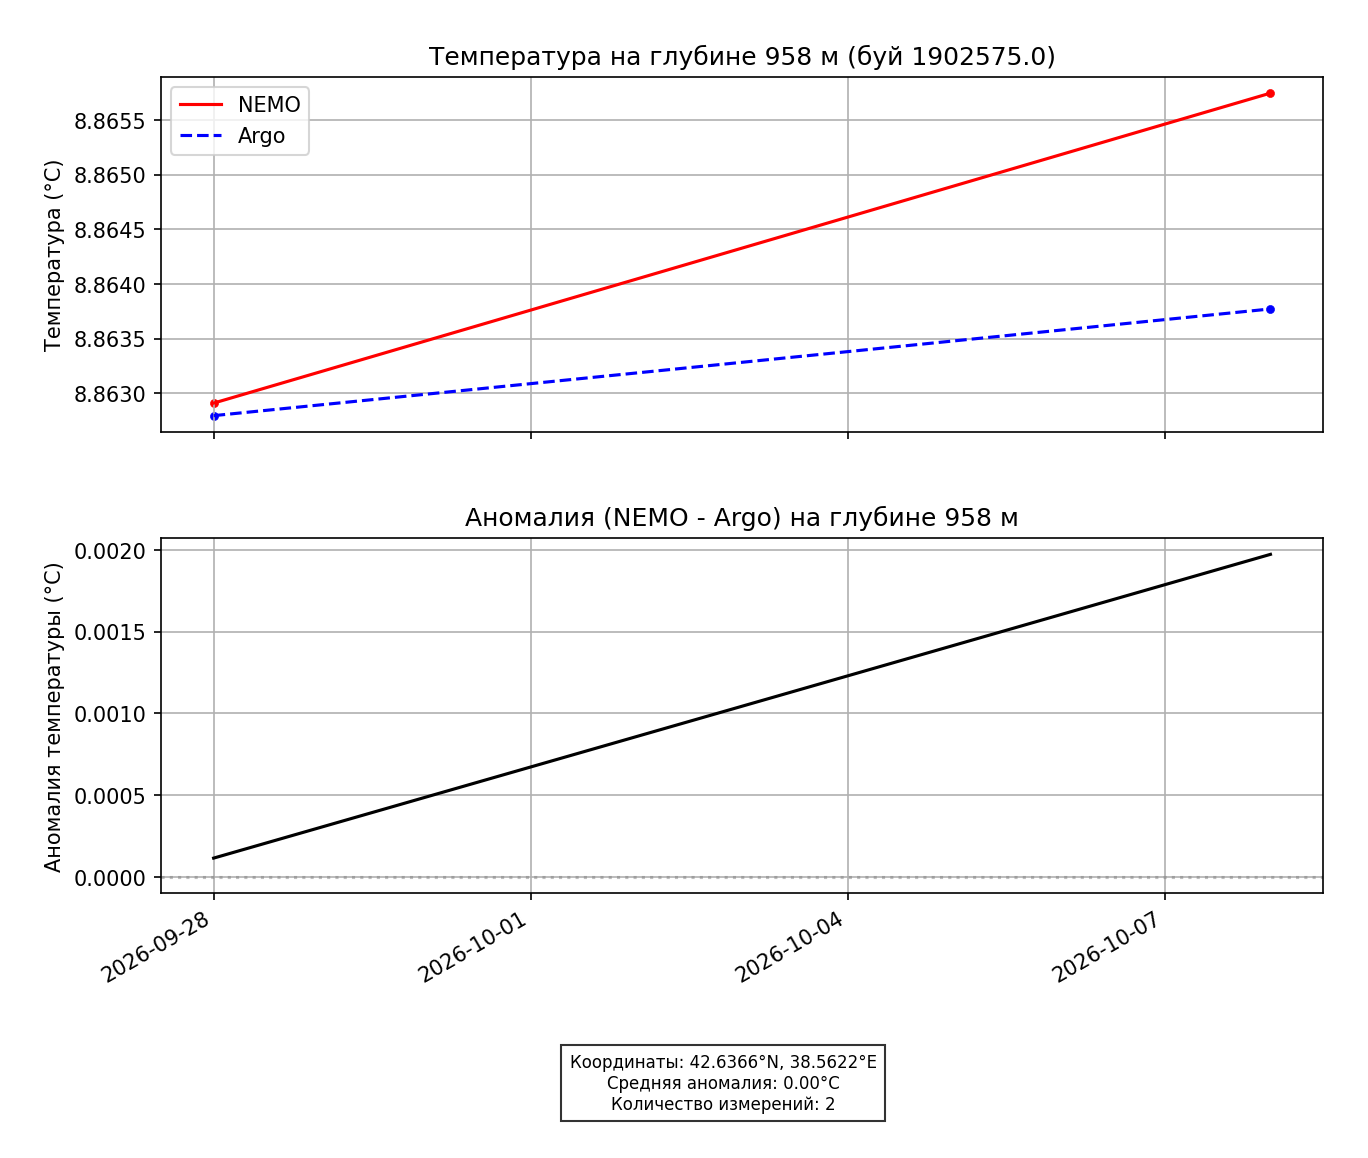 Температура на глубине 958 м (буй 1902575.0)
NEMO
Argo
Температура (°C)
8.8655
8.8650
8.8645
8.8640
8.8635
8.8630
Аномалия (NEMO - Argo) на глубине 958 м
Аномалия температуры (°C)
0.0020
0.0015
0.0010
0.0005
0.0000
2026-09-28
2026-10-01
2026-10-04
2026-10-07
Координаты: 42.6366°N, 38.5622°E
Средняя аномалия: 0.00°C
Количество измерений: 2